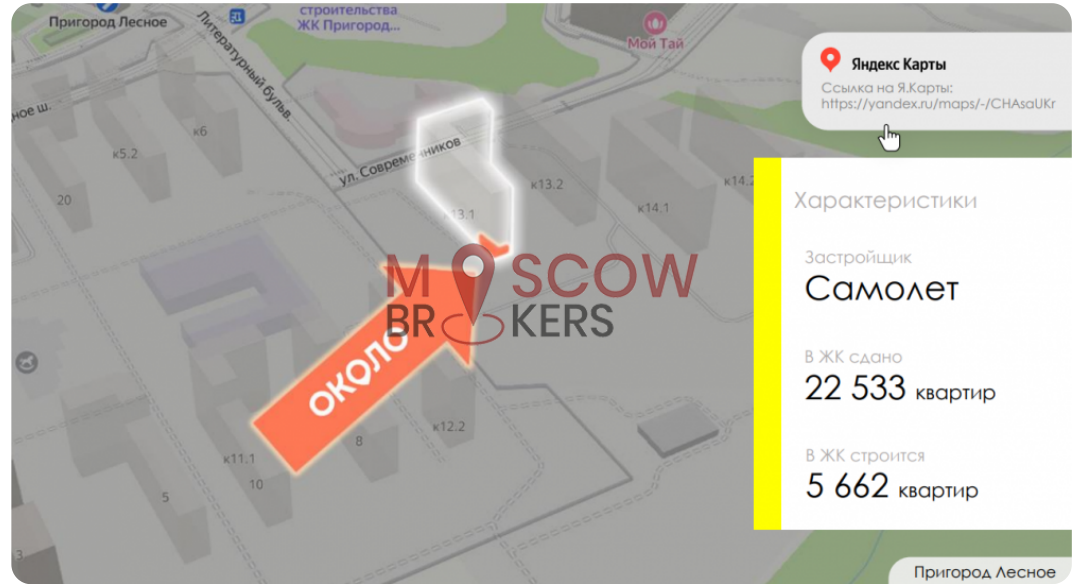 Пригород Лесное
строительства
ЖК Пригород...
Мой Тай
Литературный бульв.
ное ш.
к6
к5.2
20
ул. Современников
13.1
к13.2
к14.1
к14.2
Яндекс Карты
Ссылка на Я.Карты:
https://yandex.ru/maps/-/CHAsaUKr
MOSCOW
BROKERS
ОКОЛО
к12.2
8
к11.1
10
5
3
Характеристики
Застройщик
Самолет
В ЖК сдано
22 533 квартир
В ЖК строится
5 662 квартир
Пригород Лесное